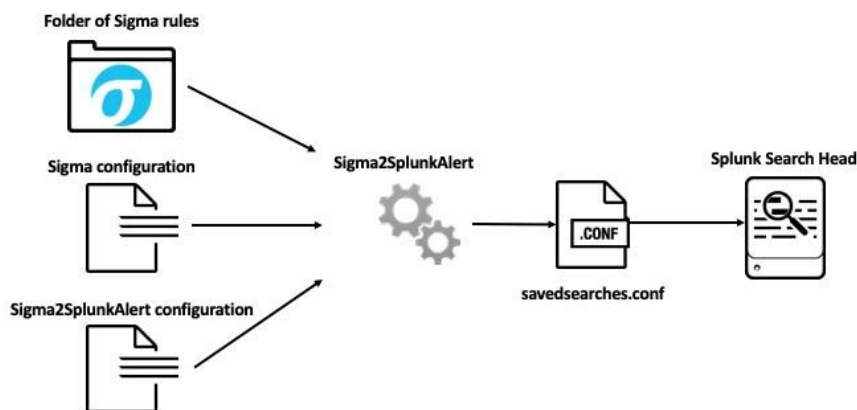 Folder of Sigma rules
σ
Sigma configuration
Sigma2SplunkAlert
Splunk Search Head
.CONF
Sigma2SplunkAlert configuration
savedsearches.conf